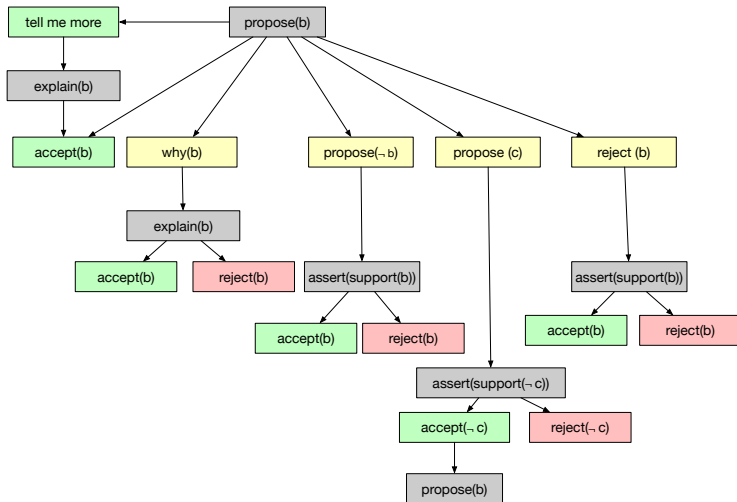 tell me more
propose(b)
explain(b)
accept(b)
why(b)
propose(¬ b)
propose (c)
reject (b)
explain(b)
accept(b)
reject(b)
assert(support(b))
assert(support(b))
accept(b)
reject(b)
accept(b)
reject(b)
assert(support(¬ c))
accept(¬ c)
reject(¬ c)
propose(b)